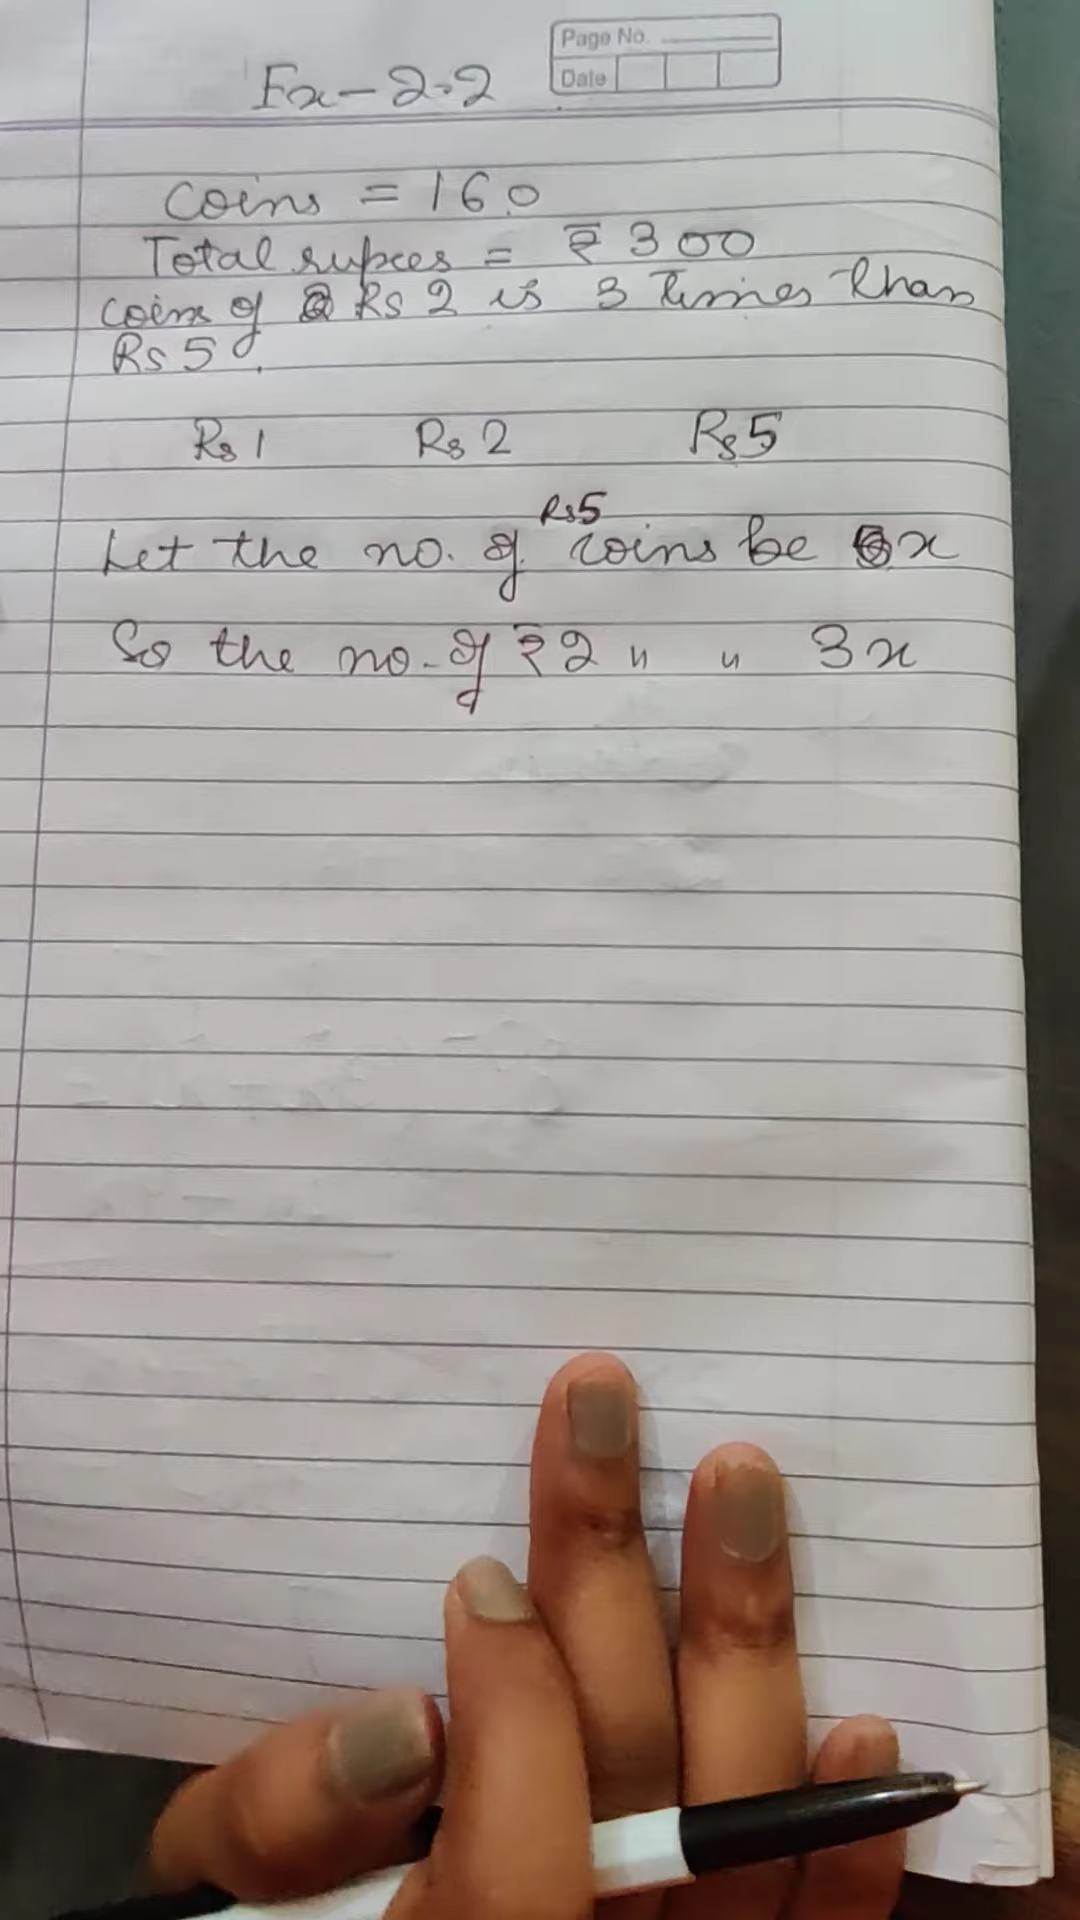 Page No.
Date
Ex-2.2
coins = 160
Total rupees = ₹ 300
coins of Rs 2 is 3 times than
Rs 5.
Rs 1 Rs 2 Rs 5
Rs5
Let the no. of coins be x
So the no. of ₹2 " " 3x